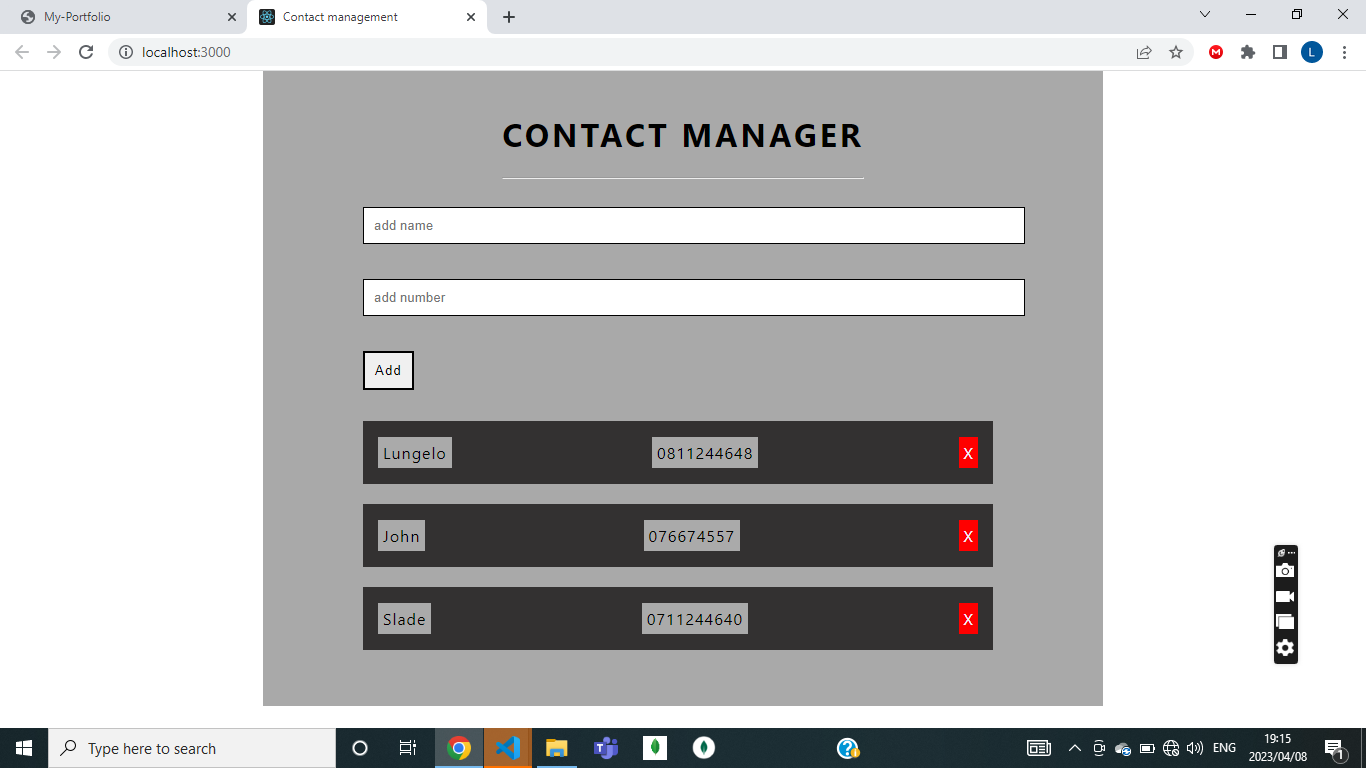 My-Portfolio
Contact management
localhost:3000
L
CONTACT MANAGER
add name
add number
Add
Lungelo 0811244648 X
John 076674557 X
Slade 0711244640 X
Type here to search
ENG
19:15
2023/04/08
1